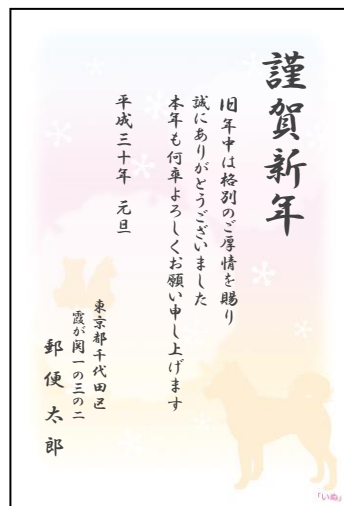 謹賀新年
旧年中は格別のご厚情を賜り
誠にありがとうございました
本年も何卒よろしくお願い申し上げます
平成三十年　元旦
東京都千代田区
霞が関一の三の二
郵便太郎
「いぬ」